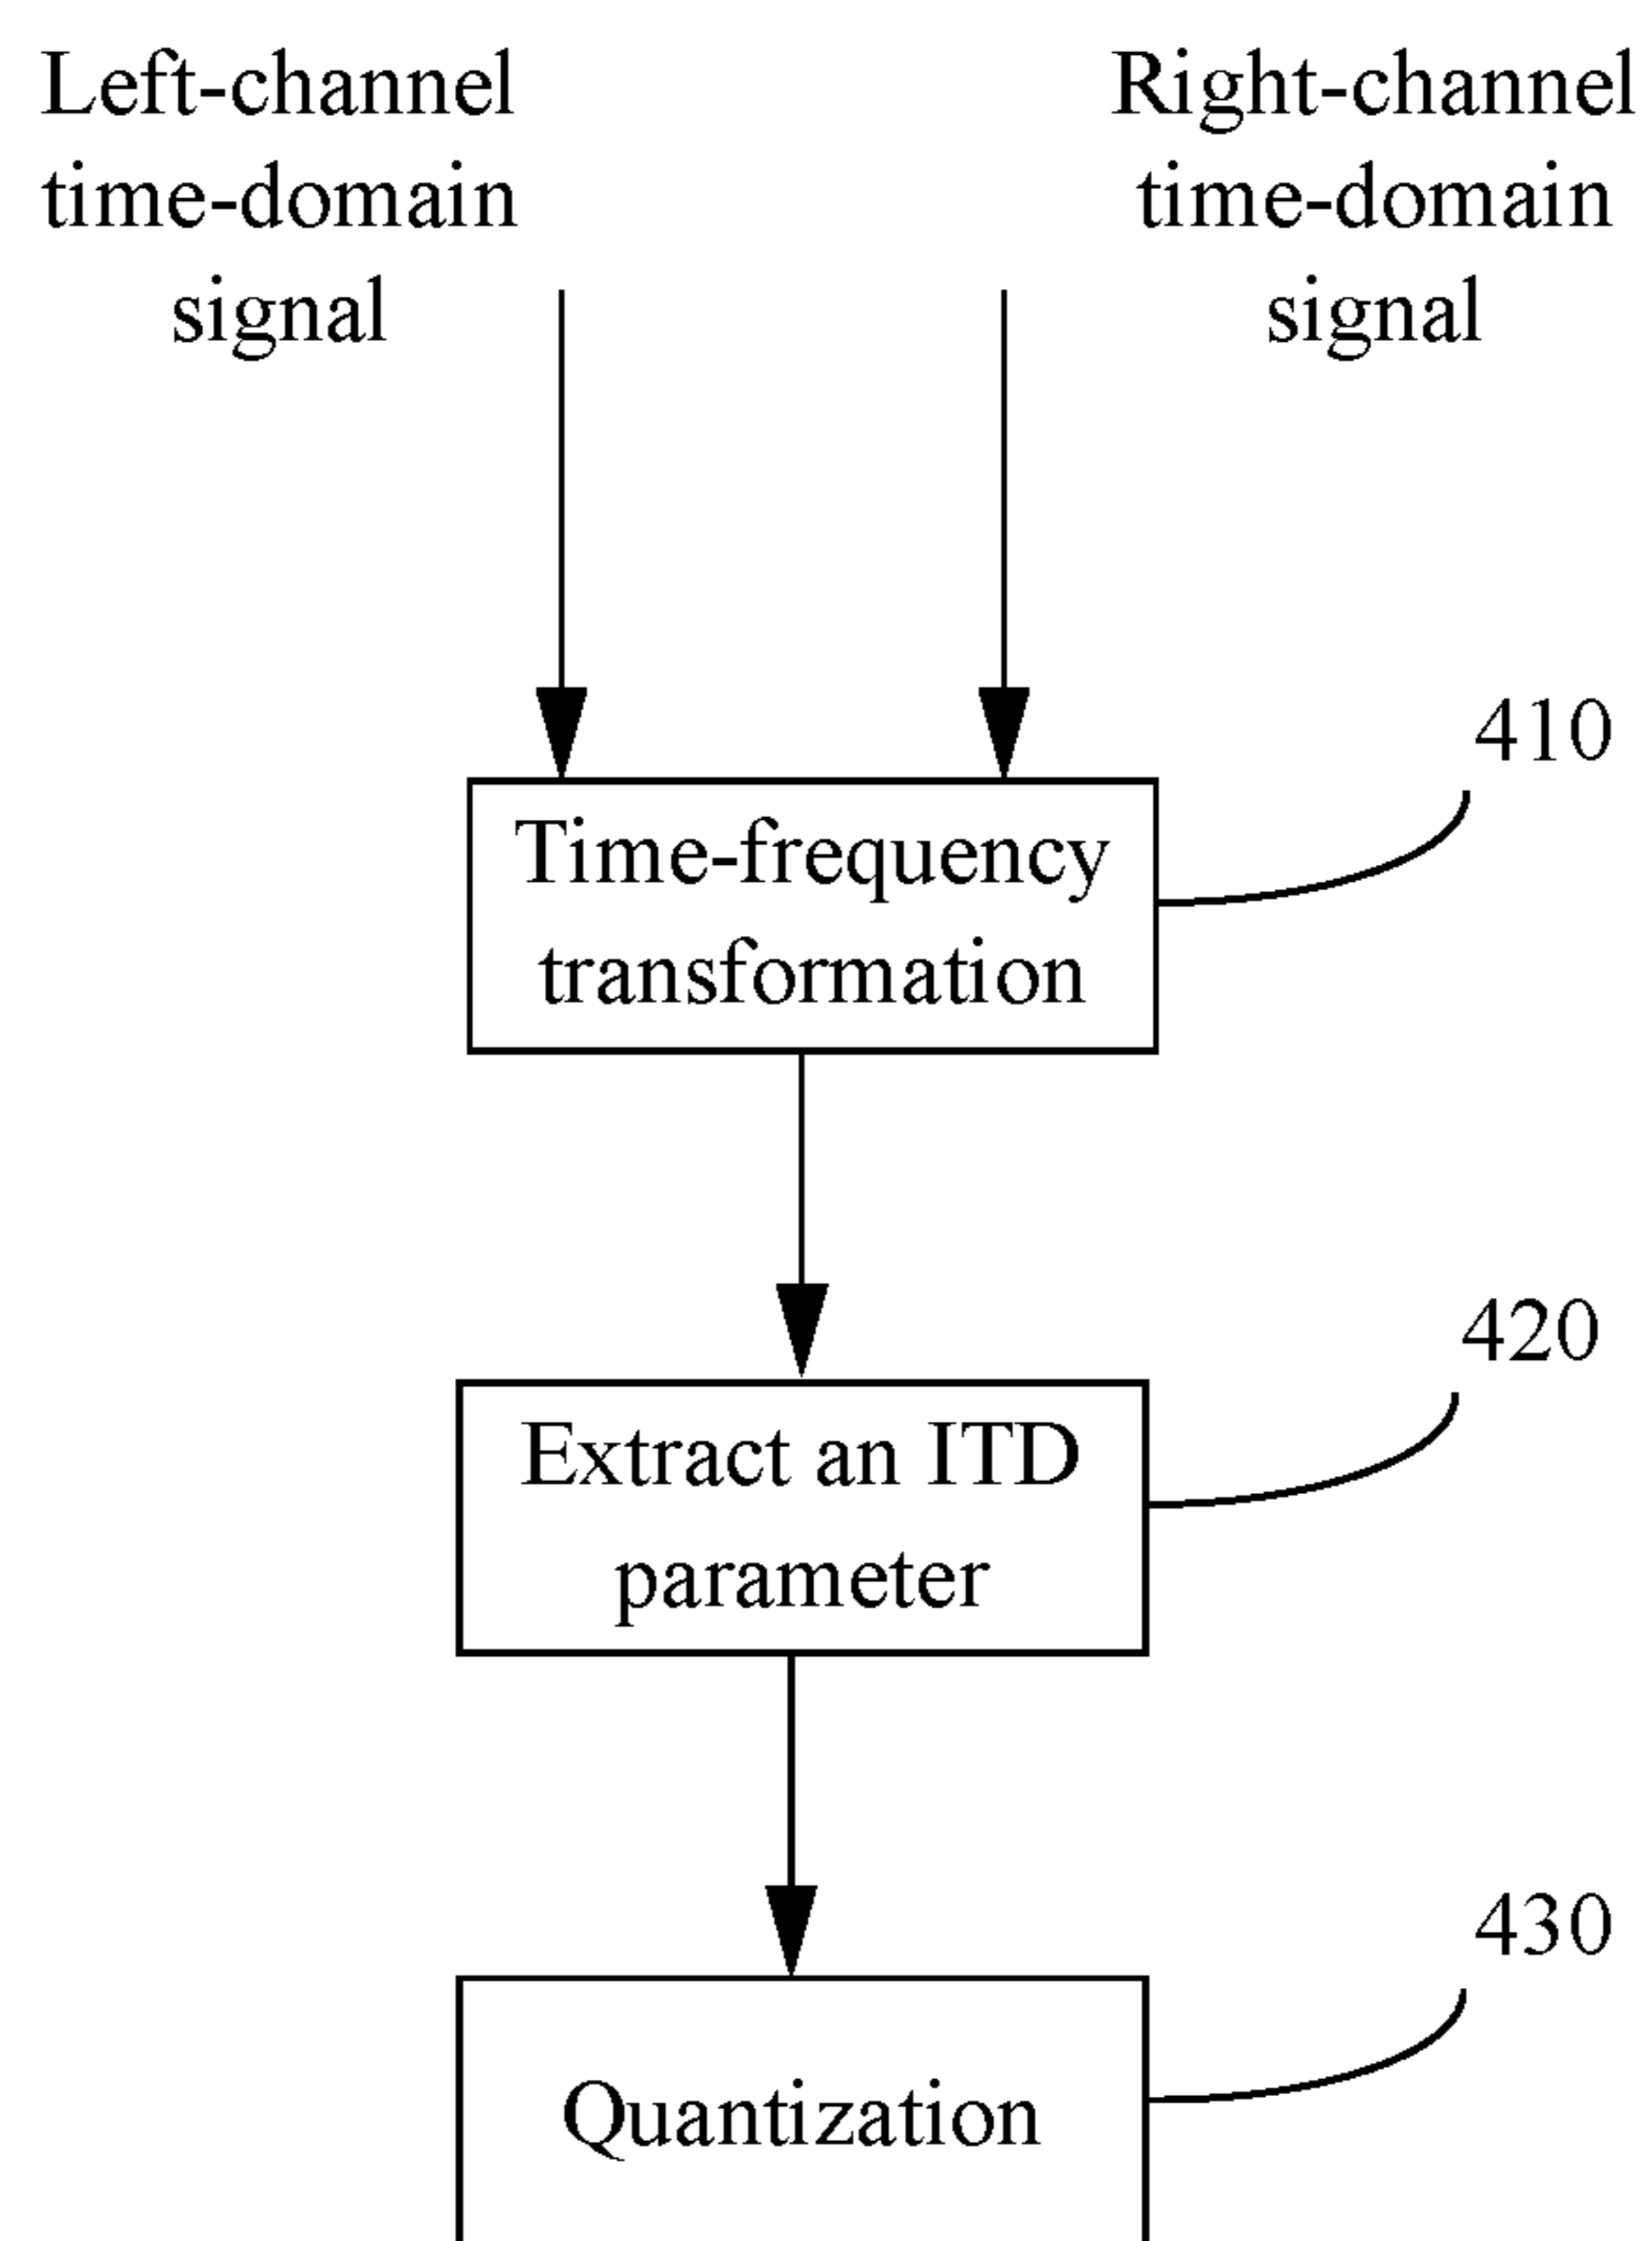 Left-channel
time-domain
signal
Right-channel
time-domain
signal
410
Time-frequency
transformation
420
Extract an ITD
parameter
430
Quantization